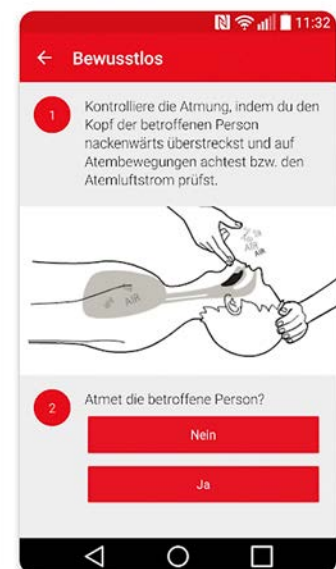 11:32
Bewusstlos
1
Kontrolliere die Atmung, indem du den
Kopf der betroffenen Person
nackenwärts überstreckst und auf
Atembewegungen achtest bzw. den
Atemluftstrom prüfst.
AIR
AIR
AIR
2
Atmet die betroffene Person?
Nein
Ja